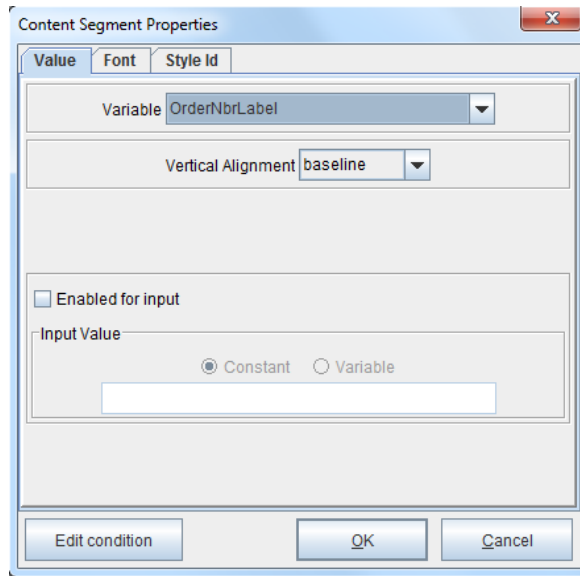 Content Segment Properties
Value Font Style Id
Variable OrderNbrLabel
Vertical Alignment baseline
Enabled for input
Input Value
Constant Variable
Edit condition OK Cancel